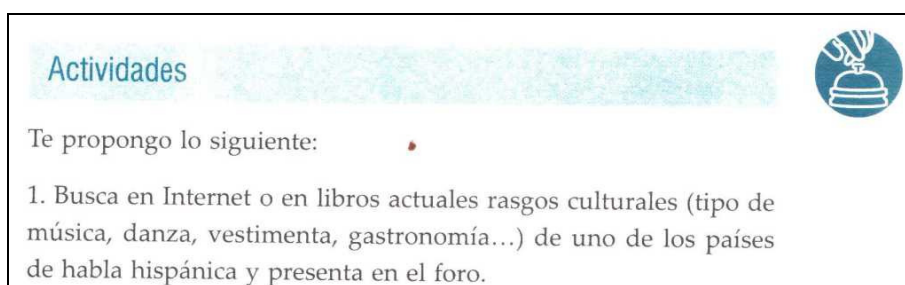 Actividades
Te propongo lo siguiente:
1. Busca en Internet o en libros actuales rasgos culturales (tipo de
música, danza, vestimenta, gastronomía...) de uno de los países
de habla hispánica y presenta en el foro.